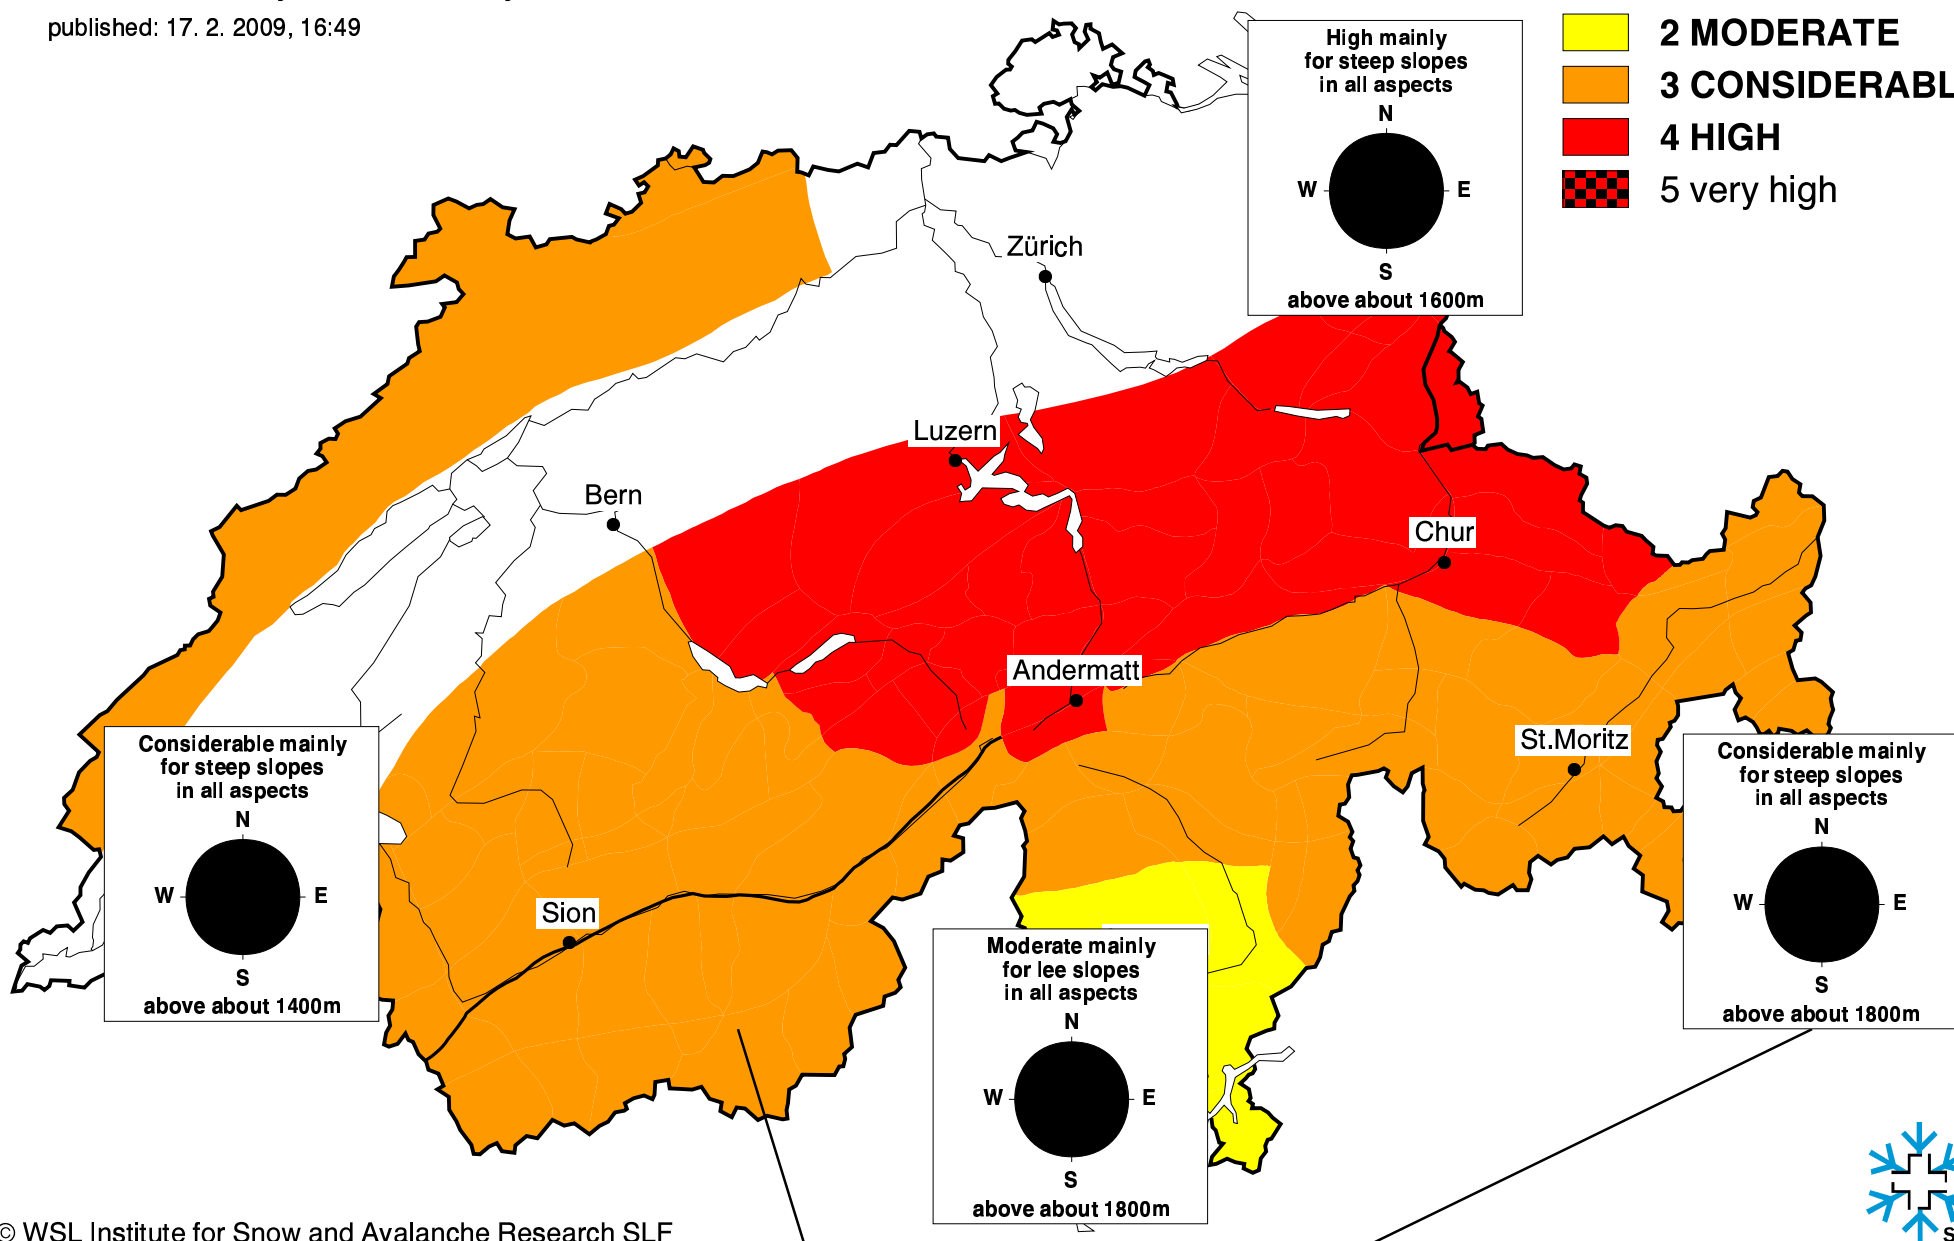 published: 17. 2. 2009, 16:49
2 MODERATE
3 CONSIDERABL
4 HIGH
5 very high
High mainly
for steep slopes
in all aspects
N
W
E
S
above about 1600m
Zürich
Luzern
Bern
Chur
Andermatt
St.Moritz
Sion
Considerable mainly
for steep slopes
in all aspects
N
W
E
S
above about 1400m
Considerable mainly
for steep slopes
in all aspects
N
W
E
S
above about 1800m
Moderate mainly
for lee slopes
in all aspects
N
W
E
S
above about 1800m
© WSL Institute for Snow and Avalanche Research SLF
S